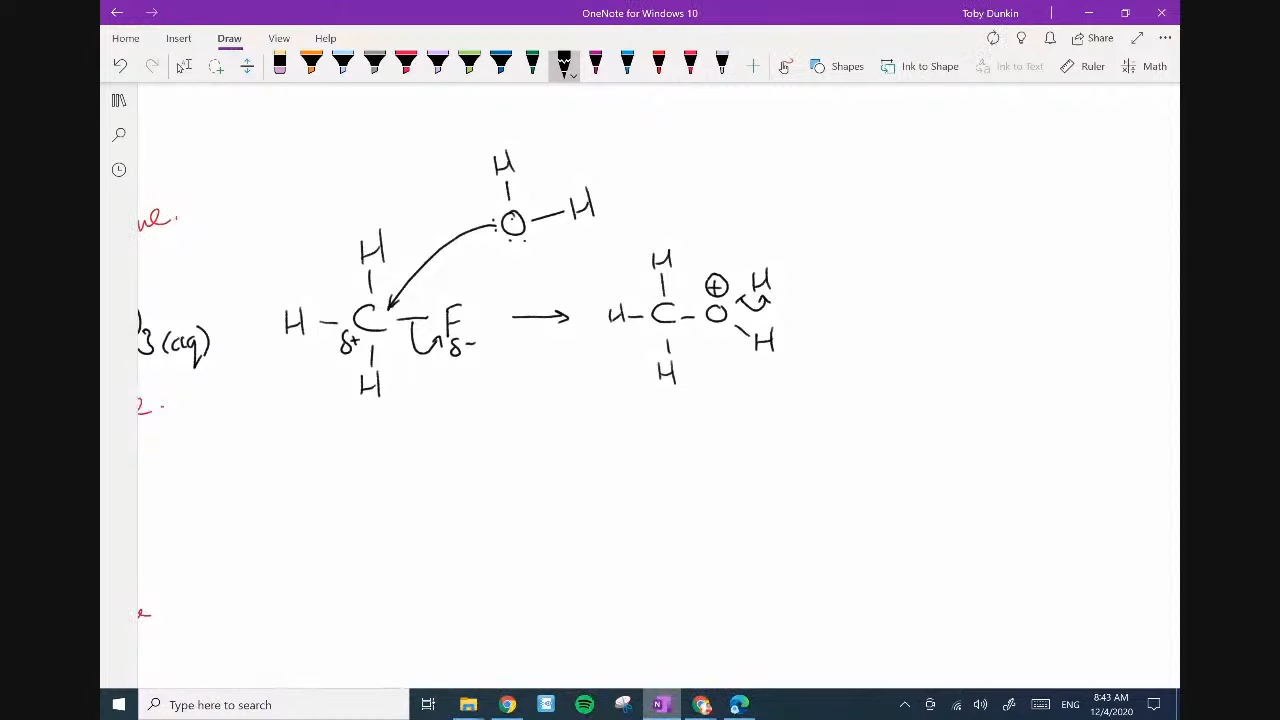 OneNote for Windows 10
Toby Dunkin
Home Insert Draw View Help
Share
Shapes Ink to Shape Ink to Text Ruler Math
H
H
O
H
H C F
δ+ δ-
H
H
H C O H
+
H
H
3(aq)
2.
Type here to search
ENG
8:43 AM
12/4/2020